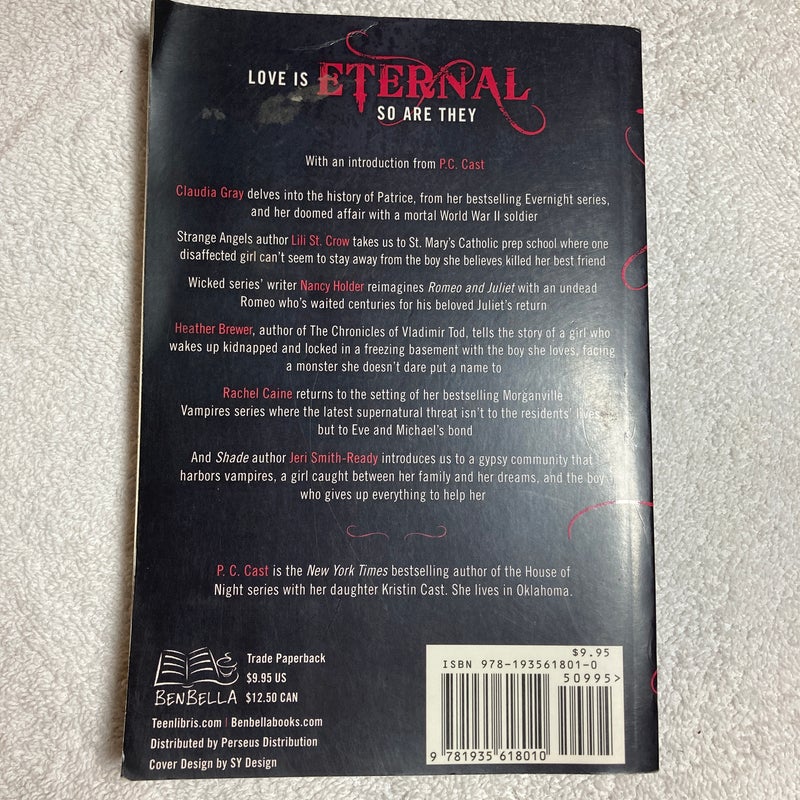 LOVE IS ETERNAL
SO ARE THEY
With an introduction from P.C. Cast
Claudia Gray delves into the history of Patrice, from her bestselling Evernight series,
and her doomed affair with a mortal World War II soldier
Strange Angels author Lili St. Crow takes us to St. Mary's Catholic prep school where one
disaffected girl can't seem to stay away from the boy she believes killed her best friend
Wicked series' writer Nancy Holder reimagines Romeo and Juliet with an undead
Romeo who's waited centuries for his beloved Juliet's return
Heather Brewer, author of The Chronicles of Vladimir Tod, tells the story of a girl who
wakes up kidnapped and locked in a freezing basement with the boy she loves, facing
a monster she doesn't dare put a name to
Rachel Caine returns to the setting of her bestselling Morganville
Vampires series where the latest supernatural threat isn't to the residents' lives,
but to Eve and Michael's bond
And Shade author Jeri Smith-Ready introduces us to a gypsy community that
harbors vampires, a girl caught between her family and her dreams, and the boy
who gives up everything to help her
P. C. Cast is the New York Times bestselling author of the House of
Night series with her daughter Kristin Cast. She lives in Oklahoma.
BENBELLA
Trade Paperback
$9.95 US
$12.50 CAN
Teenlibris.com | Benbellabooks.com
Distributed by Perseus Distribution
Cover Design by SY Design
$9.95
ISBN 978-193561801-0
50995>
9 781935 618010